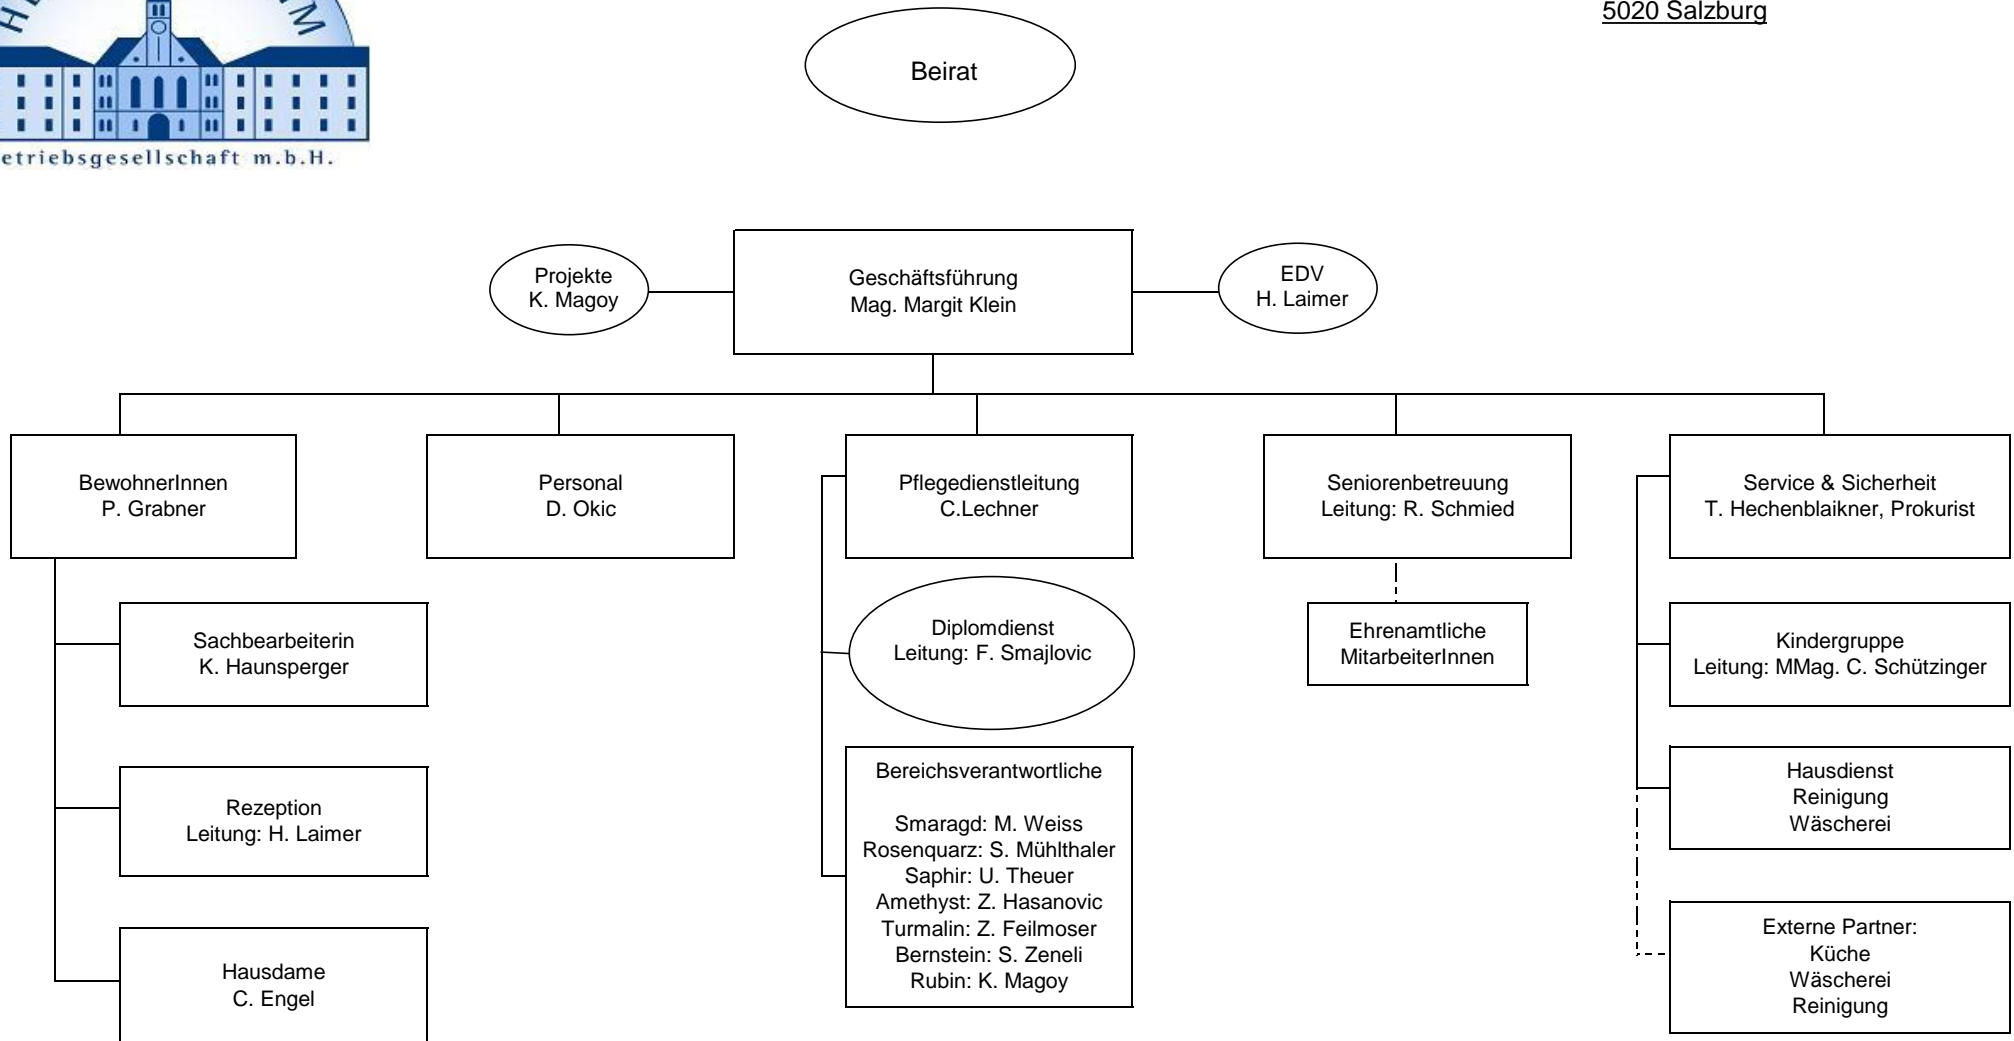 5020 Salzburg
etriebsgesellschaft m.b.H.
Beirat
Projekte
K. Magoy
Geschäftsführung
Mag. Margit Klein
EDV
H. Laimer
BewohnerInnen
P. Grabner
Personal
D. Okic
Pflegedienstleitung
C.Lechner
Seniorenbetreuung
Leitung: R. Schmied
Service & Sicherheit
T. Hechenblaikner, Prokurist
Sachbearbeiterin
K. Haunsperger
Rezeption
Leitung: H. Laimer
Hausdame
C. Engel
Diplomdienst
Leitung: F. Smajlovic
Bereichsverantwortliche
Smaragd: M. Weiss
Rosenquarz: S. Mühlthaler
Saphir: U. Theuer
Amethyst: Z. Hasanovic
Turmalin: Z. Feilmoser
Bernstein: S. Zeneli
Rubin: K. Magoy
Ehrenamtliche
MitarbeiterInnen
Kindergruppe
Leitung: MMag. C. Schützinger
Hausdienst
Reinigung
Wäscherei
Externe Partner:
Küche
Wäscherei
Reinigung